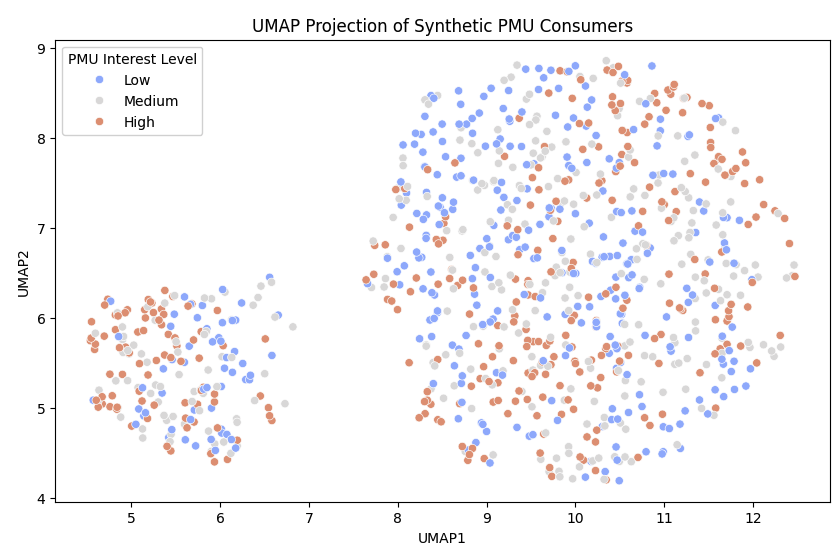 UMAP Projection of Synthetic PMU Consumers
PMU Interest Level
Low
Medium
High
UMAP2
9
8
7
6
5
4
5 6 7 8 9 10 11 12
UMAP1